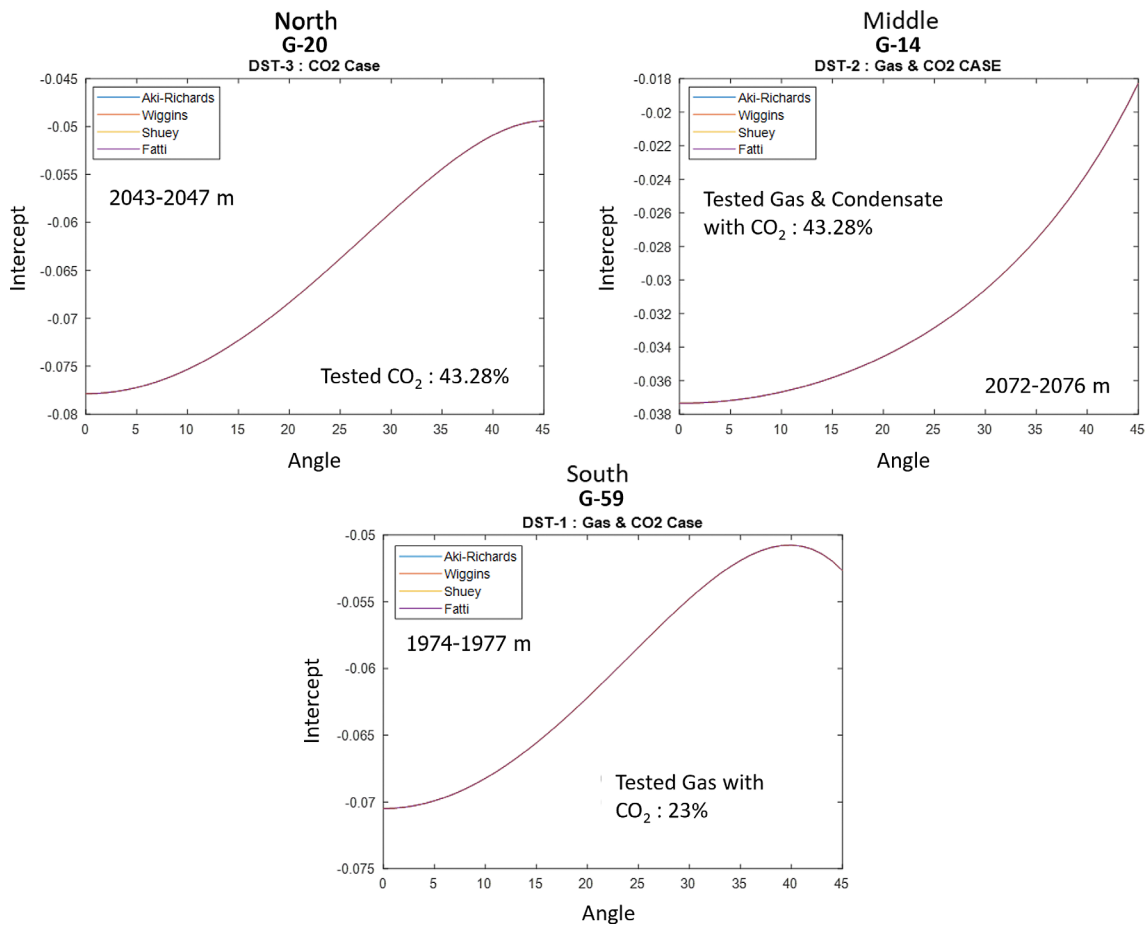 North
G-20
DST-3 : CO2 Case
-0.045
-0.05
-0.055
-0.06
-0.065
-0.07
-0.075
-0.08
Intercept
Aki-Richards
Wiggins
Shuey
Fatti
2043-2047 m
Tested CO₂ : 43.28%
0 5 10 15 20 25 30 35 40 45
Angle
Middle
G-14
DST-2 : Gas & CO2 CASE
-0.018
-0.02
-0.022
-0.024
-0.026
-0.028
-0.03
-0.032
-0.034
-0.036
-0.038
Intercept
Aki-Richards
Wiggins
Shuey
Fatti
Tested Gas & Condensate
with CO₂ : 43.28%
2072-2076 m
0 5 10 15 20 25 30 35 40 45
Angle
South
G-59
DST-1 : Gas & CO2 Case
-0.05
-0.055
-0.06
-0.065
-0.07
-0.075
Intercept
Aki-Richards
Wiggins
Shuey
Fatti
1974-1977 m
Tested Gas with
CO₂ : 23%
0 5 10 15 20 25 30 35 40 45
Angle